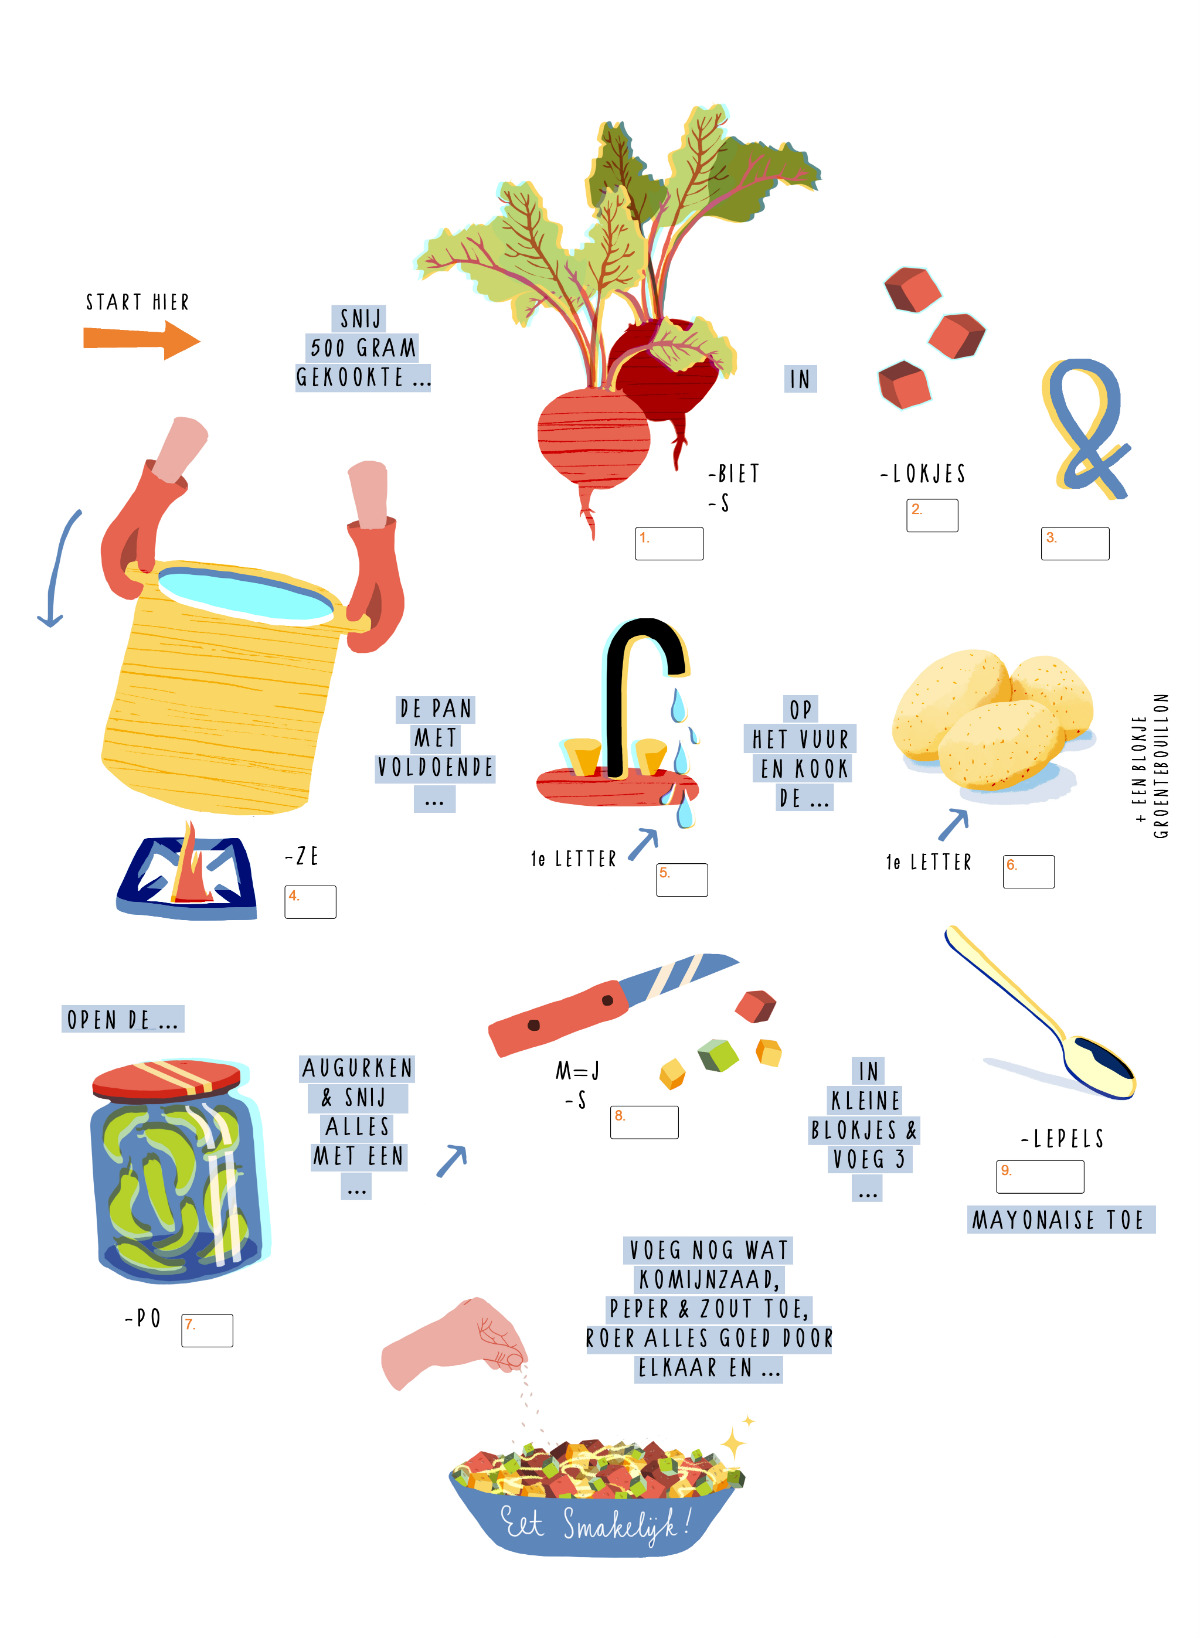 START HIER
SNIJ
500 GRAM
GEKOOKTE ...
-BIET
-S
1.
IN
-LOKJES
2.
&
3.
-ZE
4.
DE PAN
MET
VOLDOENDE
...
1e LETTER
5.
OP
HET VUUR
EN KOOK
DE ...
1e LETTER
6.
+ EEN BLOKJE
GROENTEBOUILLON
OPEN DE ...
-PO
7.
AUGURKEN
& SNIJ
ALLES
MET EEN
...
M=J
-S
8.
IN
KLEINE
BLOKJES &
VOEG 3
...
-LEPELS
9.
MAYONAISE TOE
VOEG NOG WAT
KOMIJNZAAD,
PEPER & ZOUT TOE,
ROER ALLES GOED DOOR
ELKAAR EN ...
Eet Smakelijk!